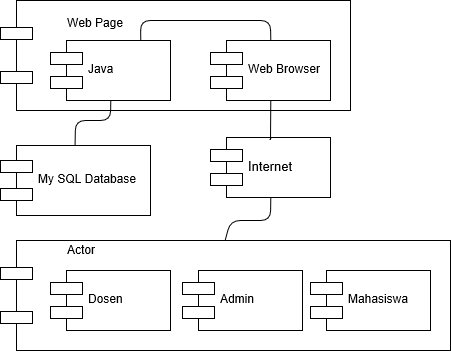 Web Page
Java
Web Browser
My SQL Database
Internet
Actor
Dosen
Admin
Mahasiswa